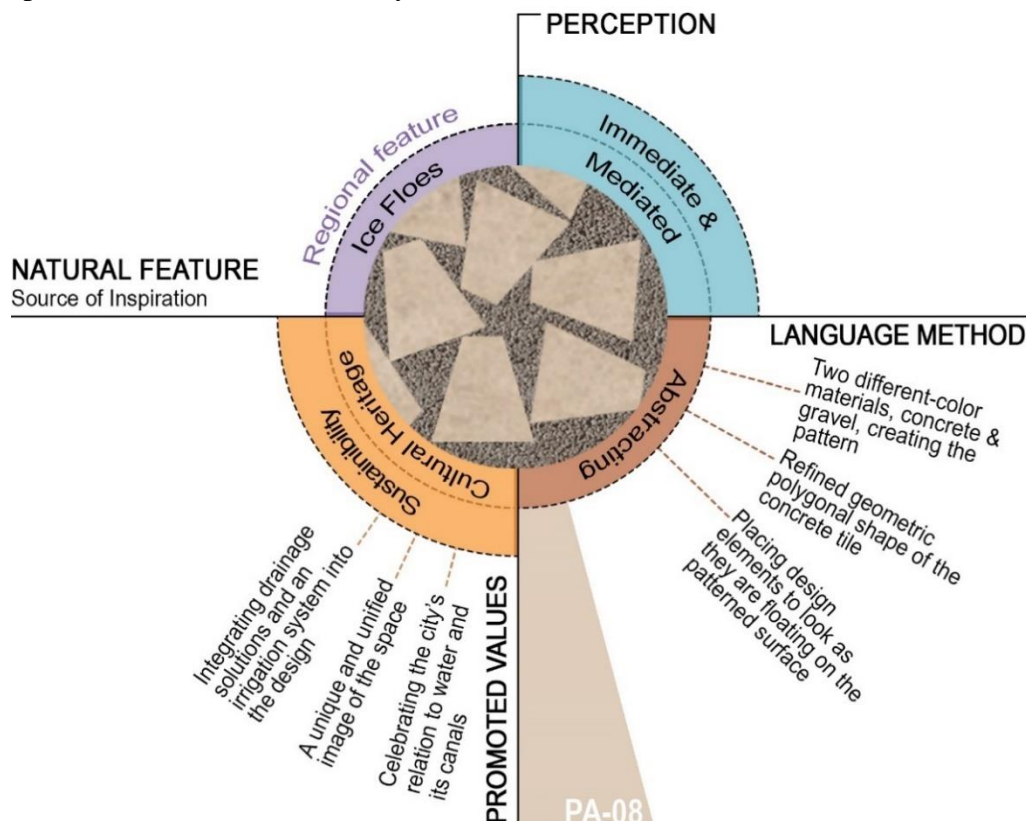 PERCEPTION
Immediate &
Mediated
Regional feature
Ice Floes
NATURAL FEATURE
Source of Inspiration
LANGUAGE METHOD
Abstracting
Two different-color
materials, concrete &
gravel, creating the
pattern
Refined geometric
polygonal shape of the
concrete tile
Placing design
elements to look as
they are floating on the
patterned surface
Cultural Heritage
Sustainibility
Integrating drainage
solutions and an
irrigation system into
the design
A unique and unified
image of the space
Celebrating the city's
relation to water and
its canals
PROMOTED VALUES
PA-08